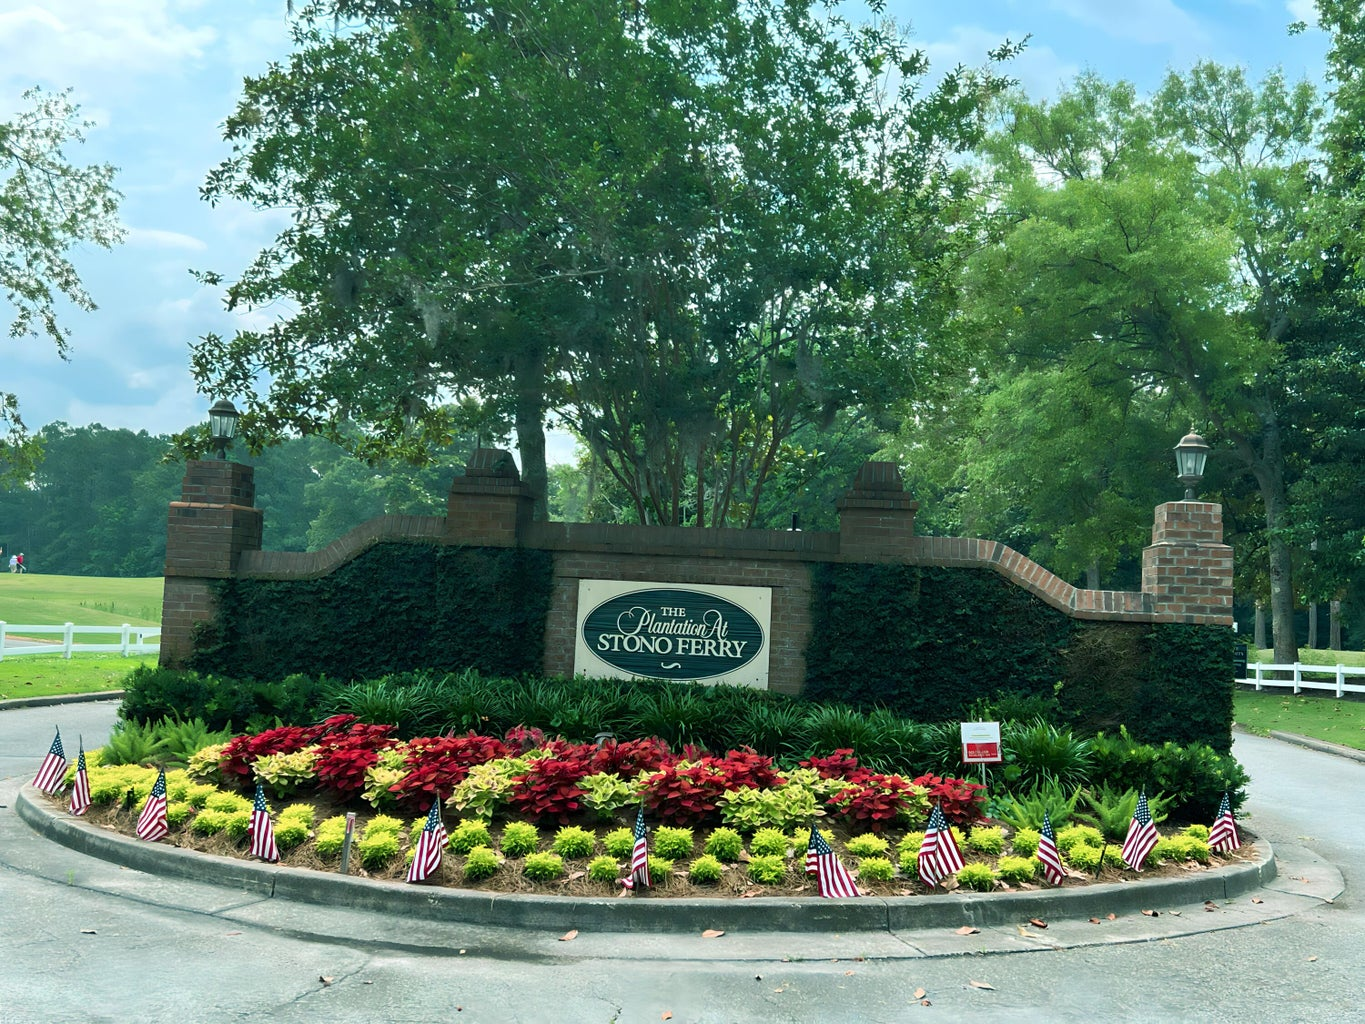 THE
Plantation At
STONO FERRY